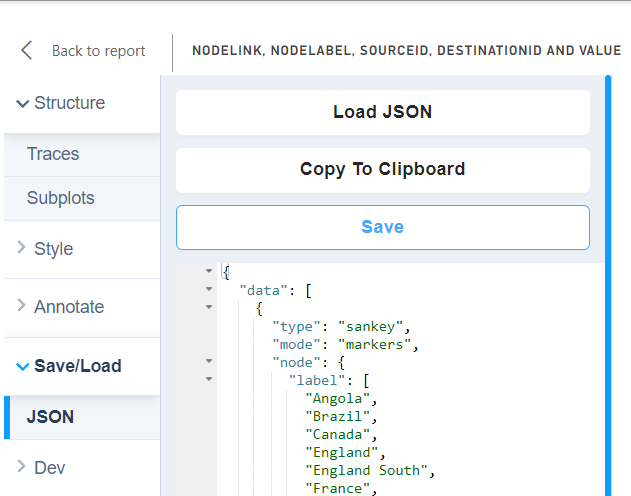 Back to report
NODELINK, NODELABEL, SOURCEID, DESTINATIONID AND VALUE
Structure
Traces
Subplots
Style
Annotate
Save/Load
JSON
Dev
Load JSON
Copy To Clipboard
Save
{
"data": [
{
"type": "sankey",
"mode": "markers",
"node": {
"label": [
"Angola",
"Brazil",
"Canada",
"England",
"England South",
"France",